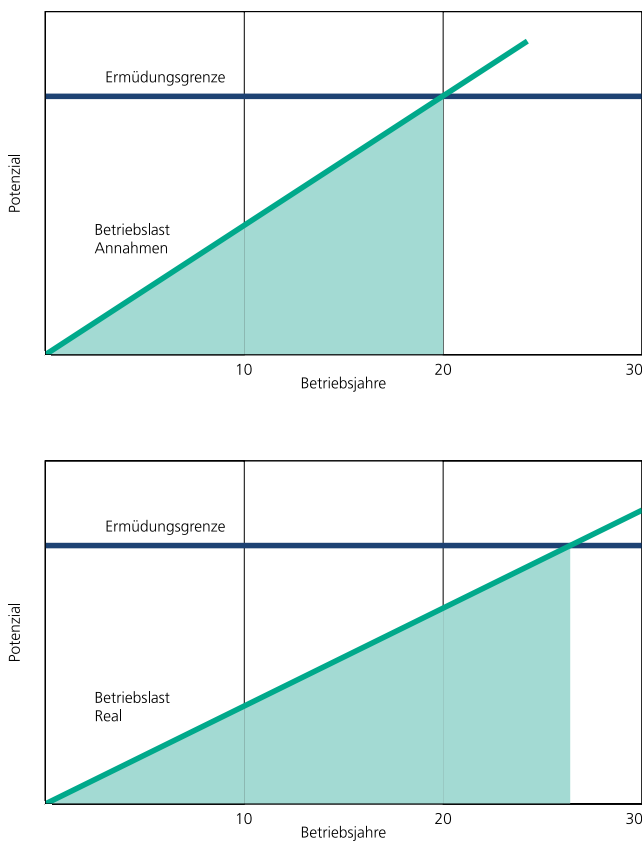 Ermüdungsgrenze
Potenzial
Betriebslast
Annahmen
10
20
30
Betriebsjahre
Ermüdungsgrenze
Potenzial
Betriebslast
Real
10
20
30
Betriebsjahre